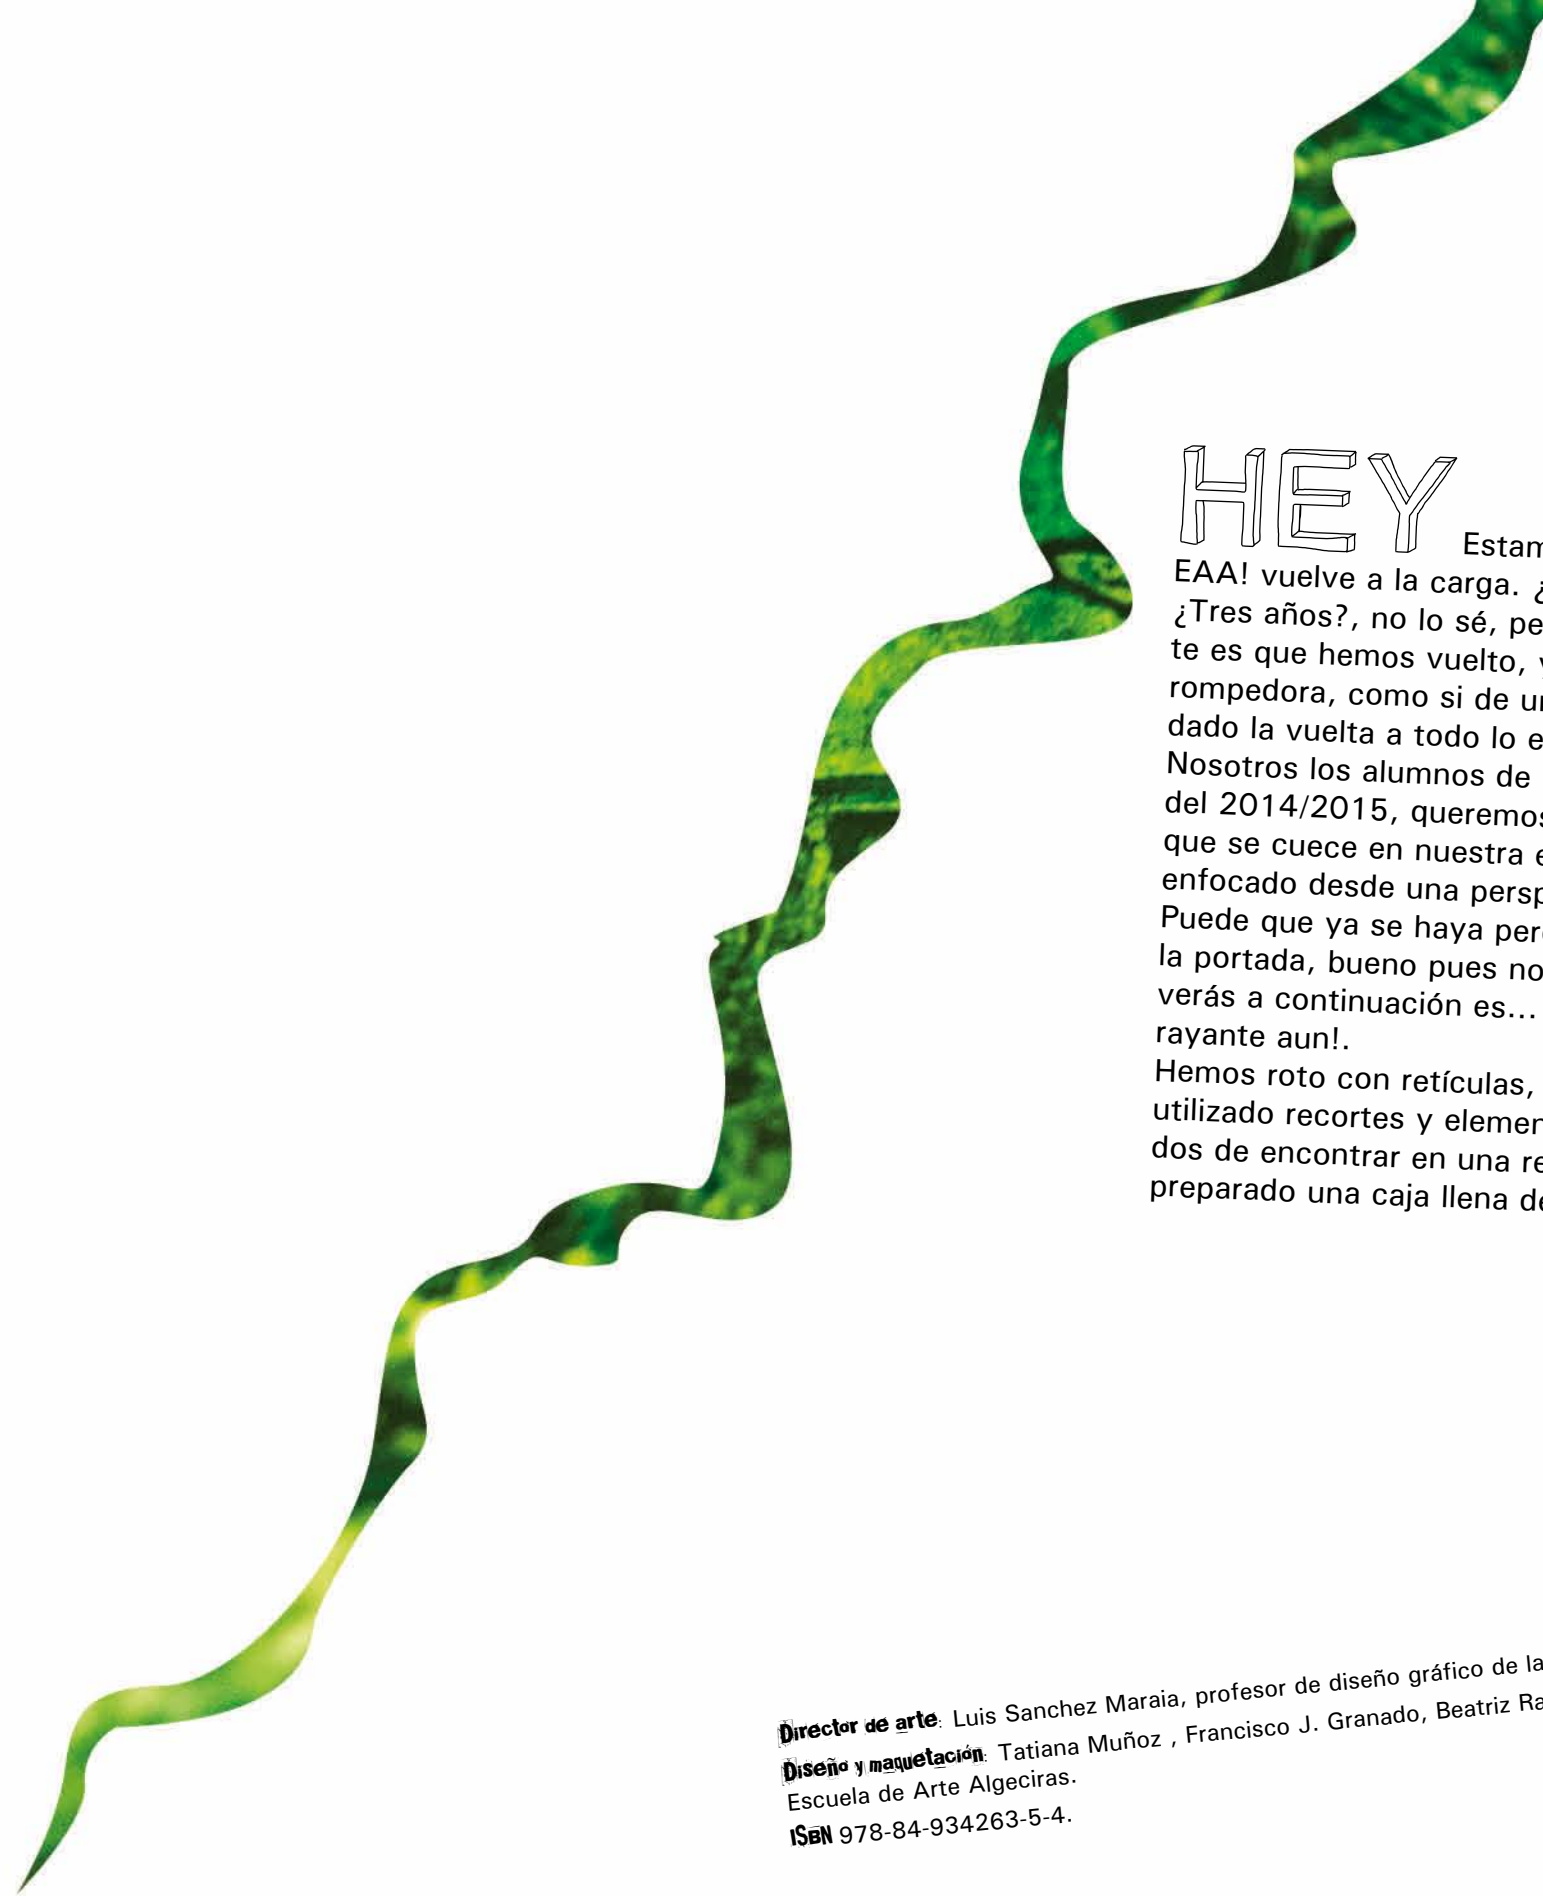 HEY Estam
EAA! vuelve a la carga. ¿
¿Tres años?, no lo sé, pe
te es que hemos vuelto, y
rompedora, como si de un
dado la vuelta a todo lo e
Nosotros los alumnos de
del 2014/2015, queremos
que se cuece en nuestra e
enfocado desde una persp
Puede que ya se haya perc
la portada, bueno pues no
verás a continuación es...
rayante aun!.
Hemos roto con retículas,
utilizado recortes y elemen
dos de encontrar en una re
preparado una caja llena de
Director de arte: Luis Sanchez Maraia, profesor de diseño gráfico de la
Diseño y maquetación: Tatiana Muñoz , Francisco J. Granado, Beatriz Ra
Escuela de Arte Algeciras.
ISBN 978-84-934263-5-4.